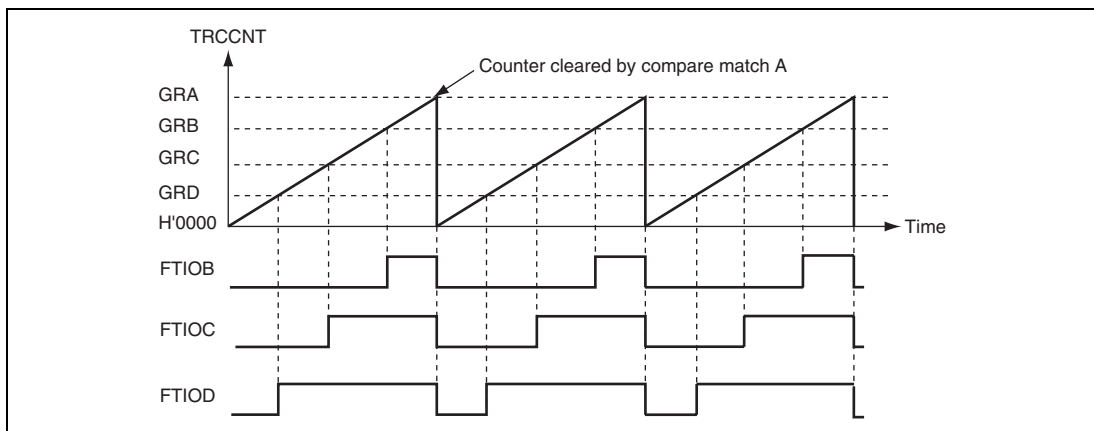 TRCCNT
Counter cleared by compare match A
GRA
GRB
GRC
GRD
H'0000
Time
FTIOB
FTIOC
FTIOD